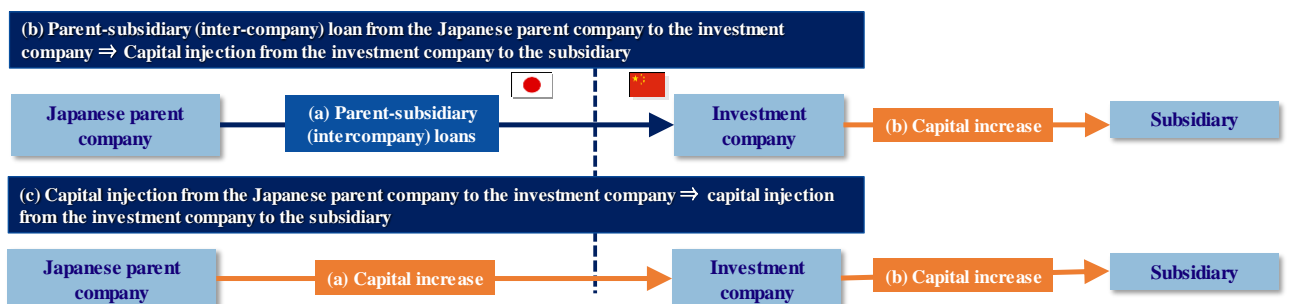 (b) Parent-subsidiary (inter-company) loan from the Japanese parent company to the investment
company ⇒ Capital injection from the investment company to the subsidiary
Japanese parent
company
(a) Parent-subsidiary
(intercompany) loans
Investment
company
(b) Capital increase
Subsidiary
(c) Capital injection from the Japanese parent company to the investment company ⇒ capital injection
from the investment company to the subsidiary
Japanese parent
company
(a) Capital increase
Investment
company
(b) Capital increase
Subsidiary